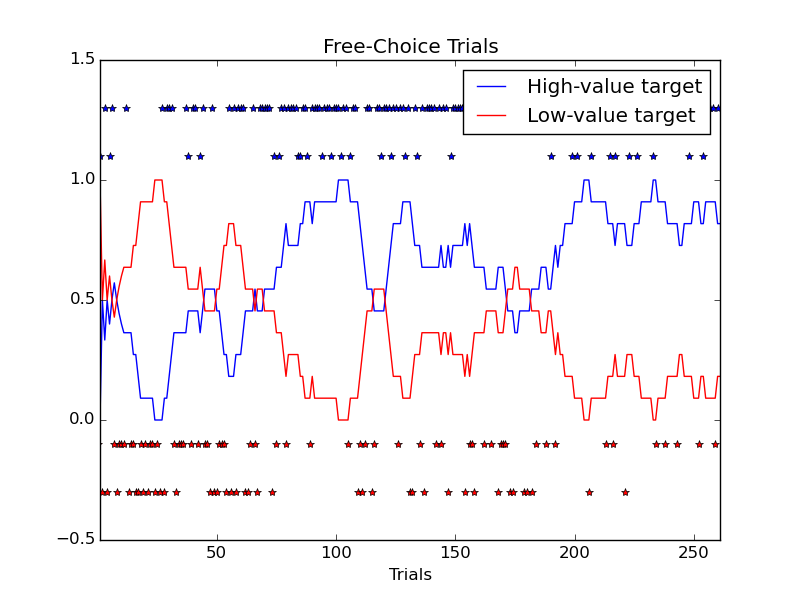 Free-Choice Trials
1.5
High-value target
Low-value target
1.0
0.5
0.0
−0.5
50
100
150
200
250
Trials